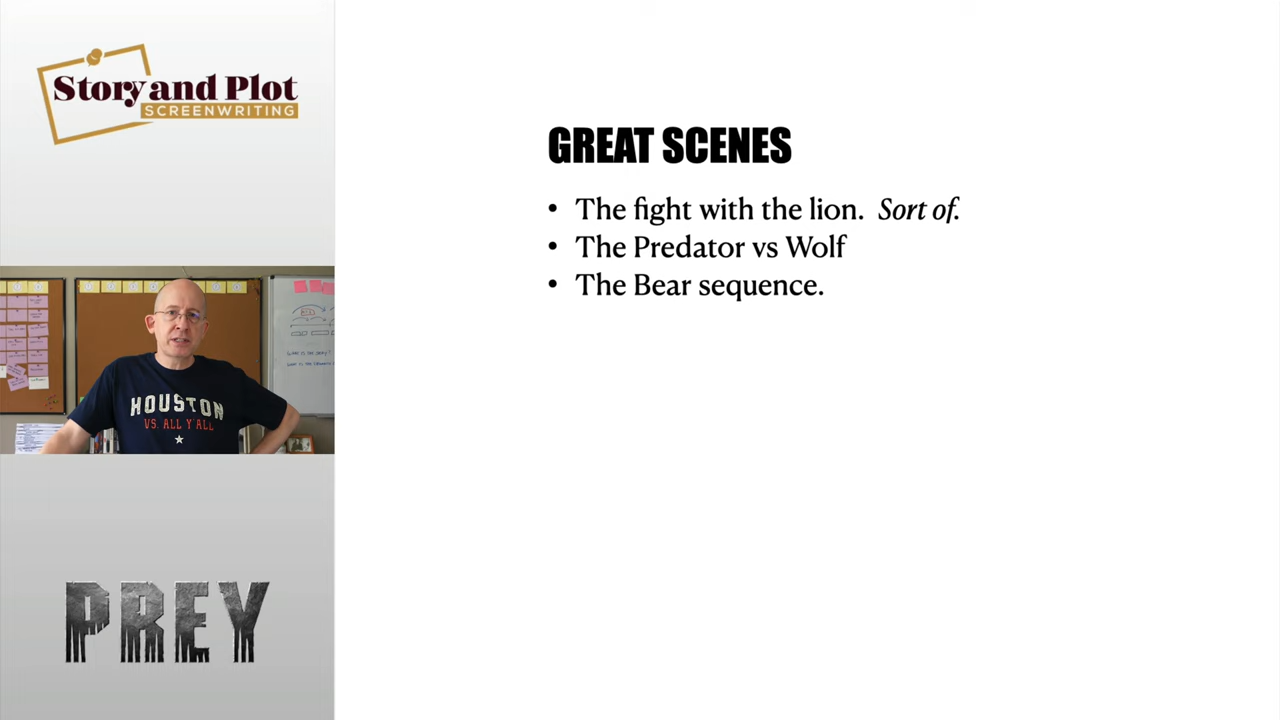 Story and Plot
SCREENWRITING
GREAT SCENES
• The fight with the lion. Sort of.
• The Predator vs Wolf
• The Bear sequence.
HOUSTON
VS. ALL Y'ALL
PREY